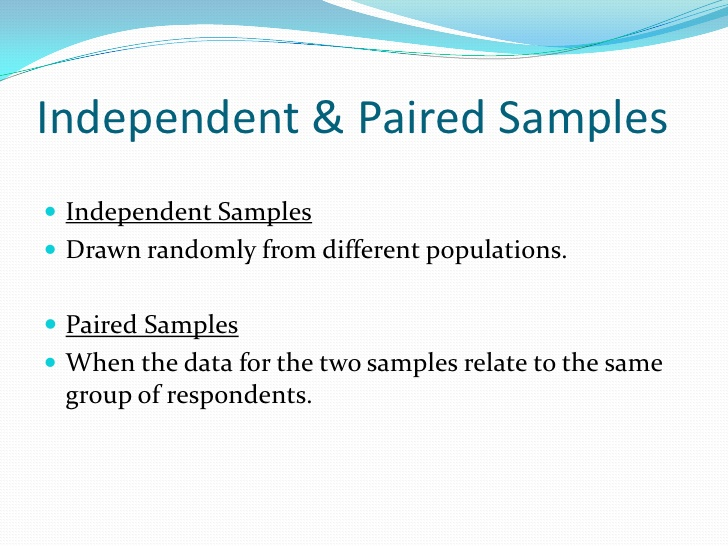 Independent & Paired Samples
• Independent Samples
• Drawn randomly from different populations.
• Paired Samples
• When the data for the two samples relate to the same
group of respondents.